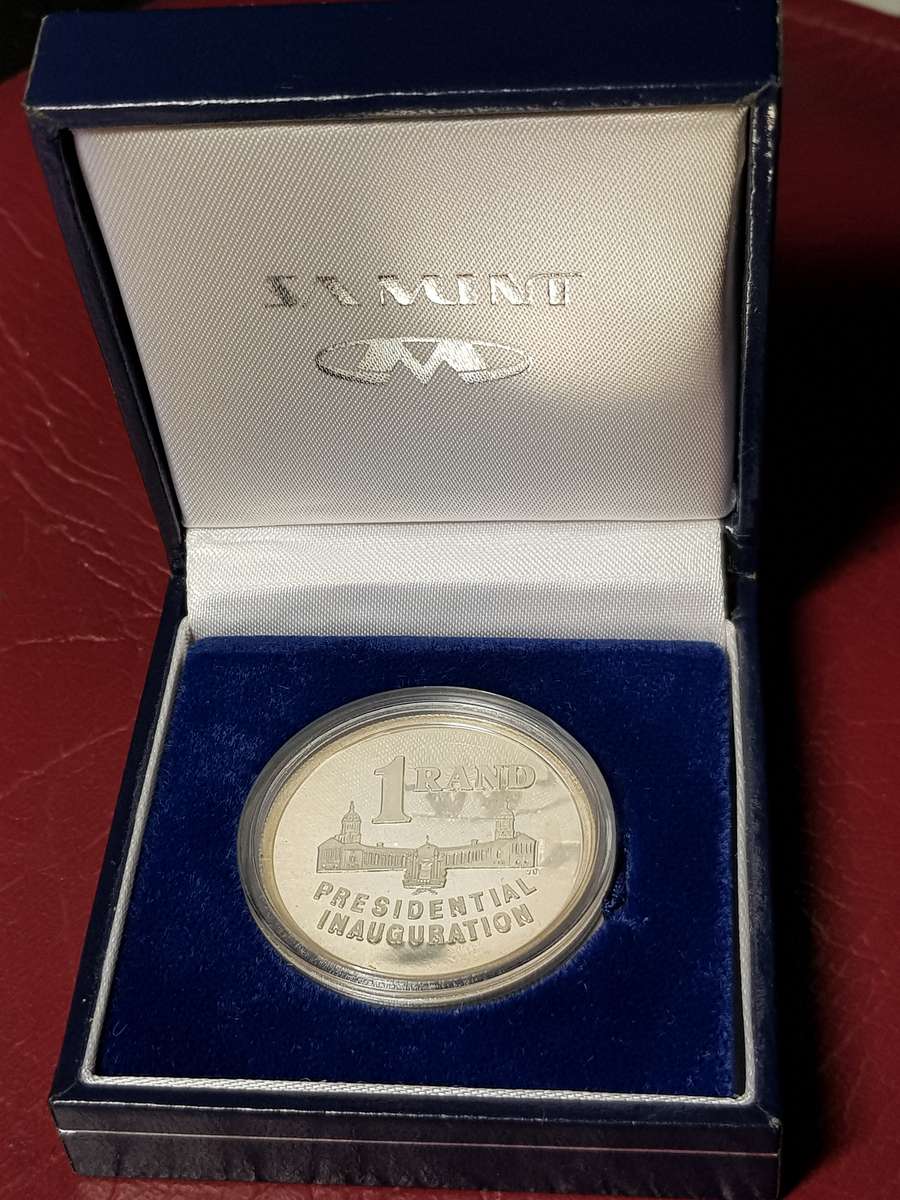 SA MINT
M
1 RAND
PRESIDENTIAL
INAUGURATION